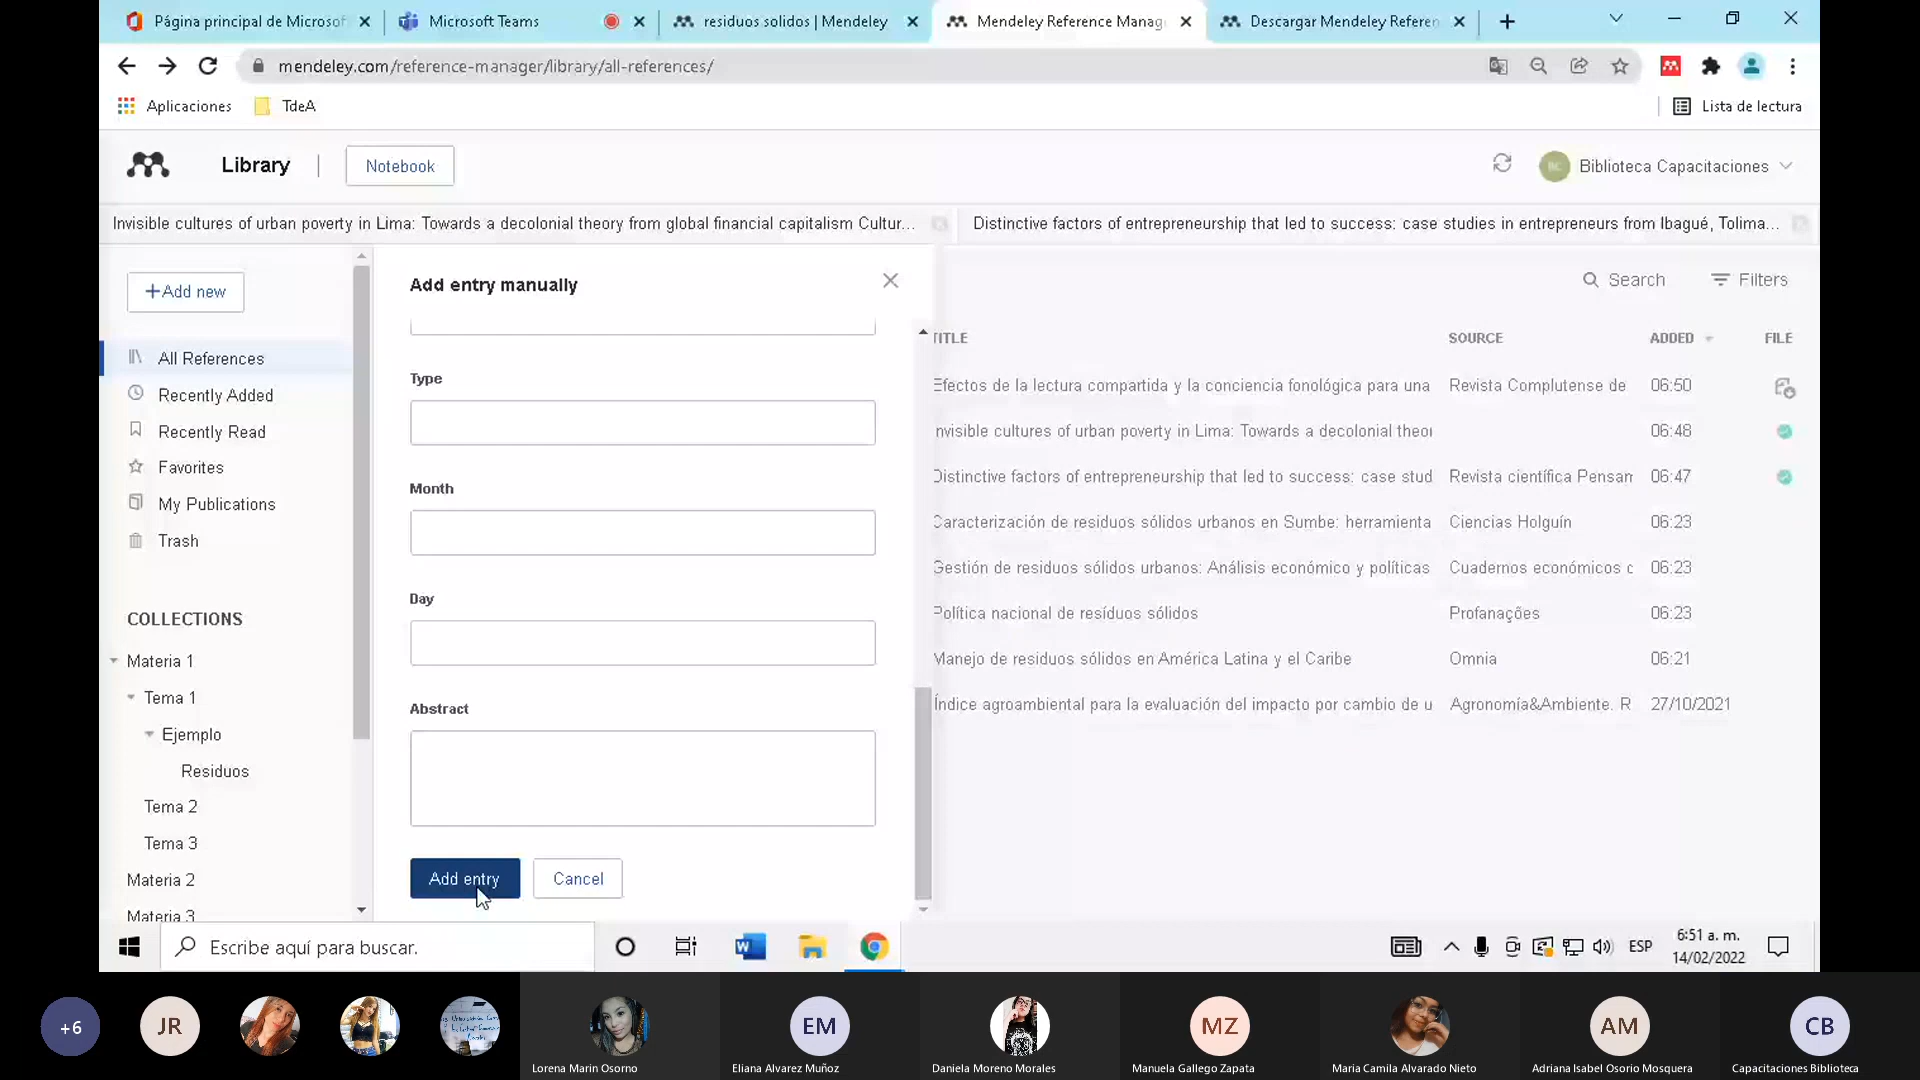 Página principal de Microsof
Microsoft Teams
residuos solidos | Mendeley
Mendeley Reference Manag
Descargar Mendeley Referen
mendeley.com/reference-manager/library/all-references/
Aplicaciones
TdeA
Lista de lectura
Library
Notebook
Biblioteca Capacitaciones
Invisible cultures of urban poverty in Lima: Towards a decolonial theory from global financial capitalism Cultur...
Distinctive factors of entrepreneurship that led to success: case studies in entrepreneurs from Ibagué, Tolima...
+Add new
All References
Recently Added
Recently Read
Favorites
My Publications
Trash
COLLECTIONS
Materia 1
Tema 1
Ejemplo
Residuos
Tema 2
Tema 3
Materia 2
Materia 3
Add entry manually
Type
Month
Day
Abstract
Add entry
Cancel
Search
Filters
TITLE SOURCE ADDED FILE
Efectos de la lectura compartida y la conciencia fonológica para una Revista Complutense de 06:50
nvisible cultures of urban poverty in Lima: Towards a decolonial theor 06:48
Distinctive factors of entrepreneurship that led to success: case stud Revista científica Pensam 06:47
Caracterización de residuos sólidos urbanos en Sumbe: herramienta Ciencias Holguín 06:23
Gestión de residuos sólidos urbanos: Análisis económico y políticas Cuadernos económicos d 06:23
Política nacional de resíduos sólidos Profanações 06:23
Manejo de residuos sólidos en América Latina y el Caribe Omnia 06:21
Índice agroambiental para la evaluación del impacto por cambio de u Agronomía&Ambiente. R 27/10/2021
Escribe aquí para buscar.
ESP
6:51 a. m.
14/02/2022
+6
JR
EM
MZ
AM
CB
Lorena Marin Osorno
Eliana Alvarez Muñoz
Daniela Moreno Morales
Manuela Gallego Zapata
Maria Camila Alvarado Nieto
Adriana Isabel Osorio Mosquera
Capacitaciones Biblioteca